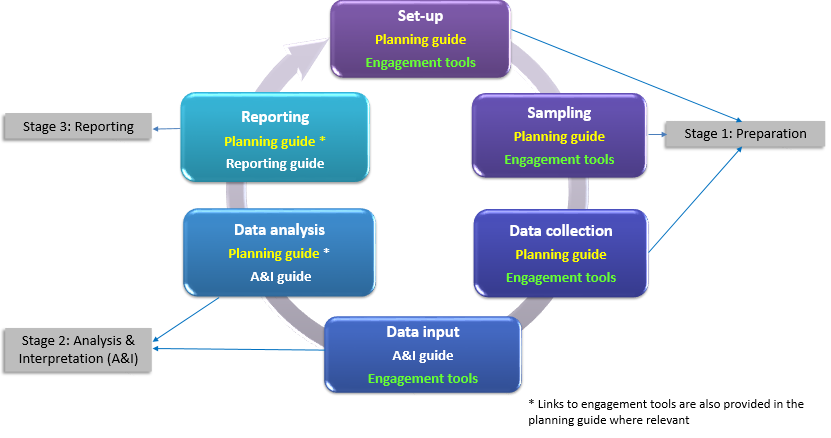 Set-up
Planning guide
Engagement tools
Sampling
Planning guide
Engagement tools
Stage 1: Preparation
Data collection
Planning guide
Engagement tools
Data input
A&I guide
Engagement tools
Stage 2: Analysis &
Interpretation (A&I)
Data analysis
Planning guide *
A&I guide
Reporting
Planning guide *
Reporting guide
Stage 3: Reporting
* Links to engagement tools are also provided in the
planning guide where relevant